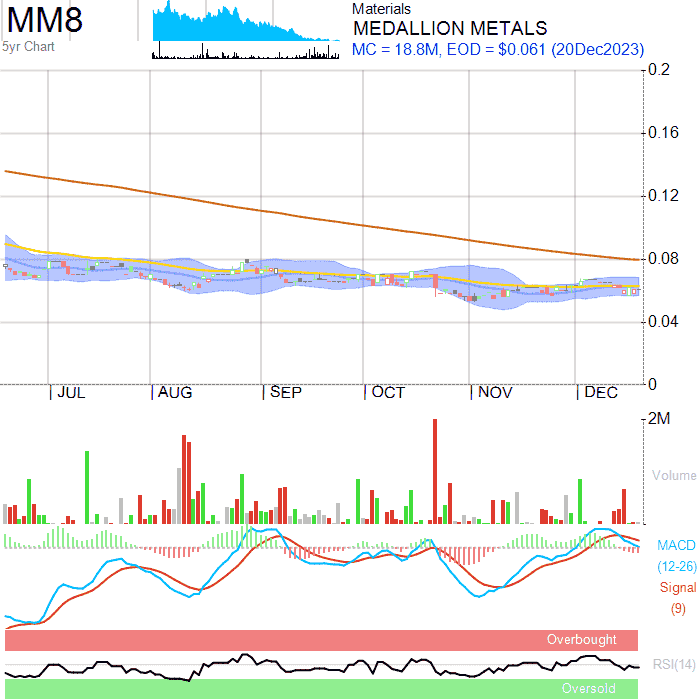 MM8
5yr Chart
Materials
MEDALLION METALS
MC = 18.8M, EOD = $0.061 (20Dec2023)
0.2
0.16
0.12
0.08
0.04
0
JUL AUG SEP OCT NOV DEC
2M
Volume
MACD
(12-26)
Signal
(9)
Overbought
RSI(14)
Oversold